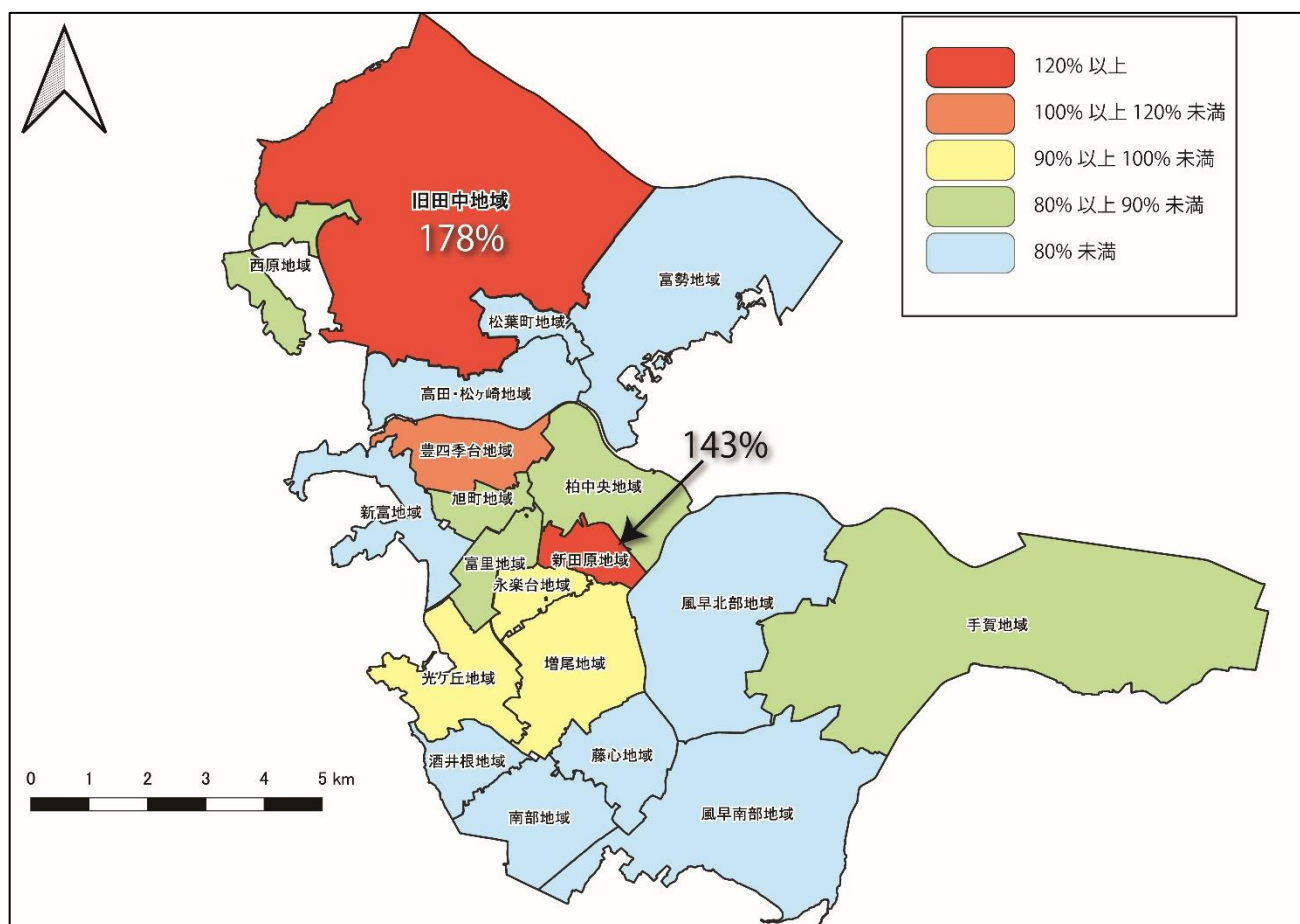 120% 以上
100% 以上 120% 未満
90% 以上 100% 未満
80% 以上 90% 未満
80% 未満
旧田中地域
178%
西原地域
富勢地域
松葉町地域
高田・松ヶ崎地域
143%
豊四季台地域
柏中央地域
旭町地域
新富地域
富里地域
新田原地域
永楽台地域
風早北部地域
手賀地域
増尾地域
光ケ丘地域
藤心地域
酒井根地域
南部地域
風早南部地域
0 1 2 3 4 5 km